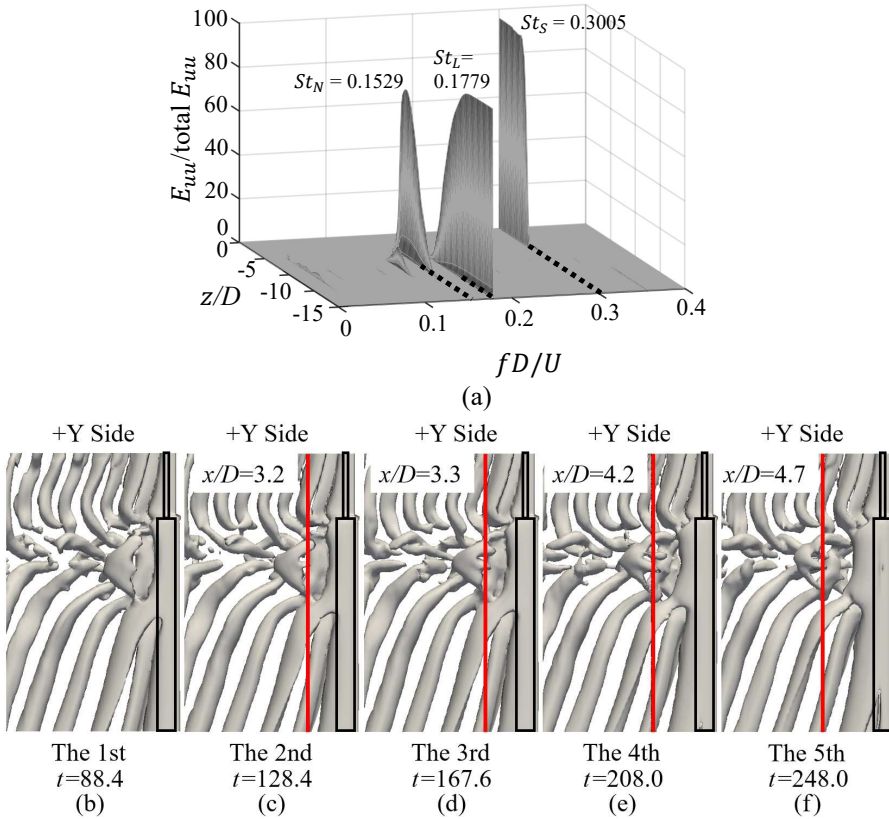 100
80
60
40
20
0
E_uu/total E_uu
St_N = 0.1529
St_L=
0.1779
St_S = 0.3005
0
-5
-10
-15
z/D
0
0.1
0.2
0.3
0.4
fD/U
(a)
+Y Side
+Y Side
+Y Side
+Y Side
+Y Side
x/D=3.2
x/D=3.3
x/D=4.2
x/D=4.7
The 1st
t=88.4
(b)
The 2nd
t=128.4
(c)
The 3rd
t=167.6
(d)
The 4th
t=208.0
(e)
The 5th
t=248.0
(f)